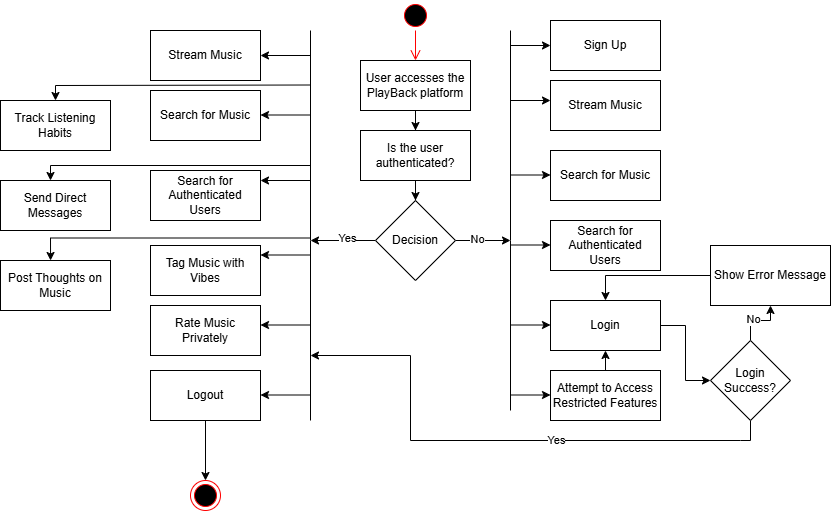 Stream Music
User accesses the
PlayBack platform
Sign Up
Track Listening
Habits
Search for Music
Is the user
authenticated?
Stream Music
Send Direct
Messages
Search for
Authenticated
Users
Search for Music
Yes
Decision
No
Search for
Authenticated
Users
Post Thoughts on
Music
Tag Music with
Vibes
Show Error Message
Rate Music
Privately
Login
No
Logout
Attempt to Access
Restricted Features
Login
Success?
Yes